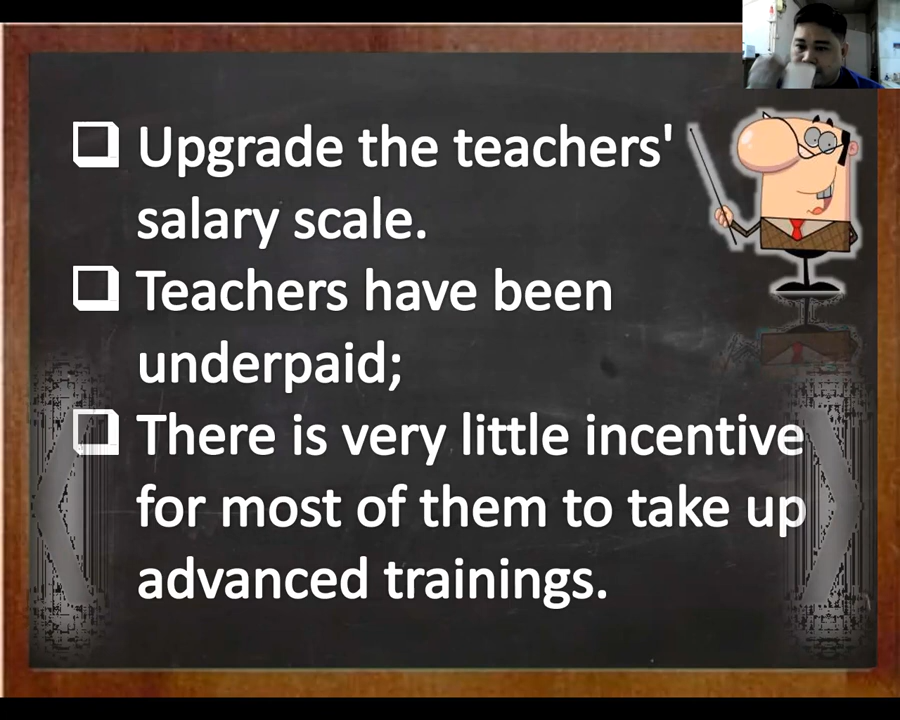 Upgrade the teachers'
salary scale.
Teachers have been
underpaid;
There is very little incentive
for most of them to take up
advanced trainings.